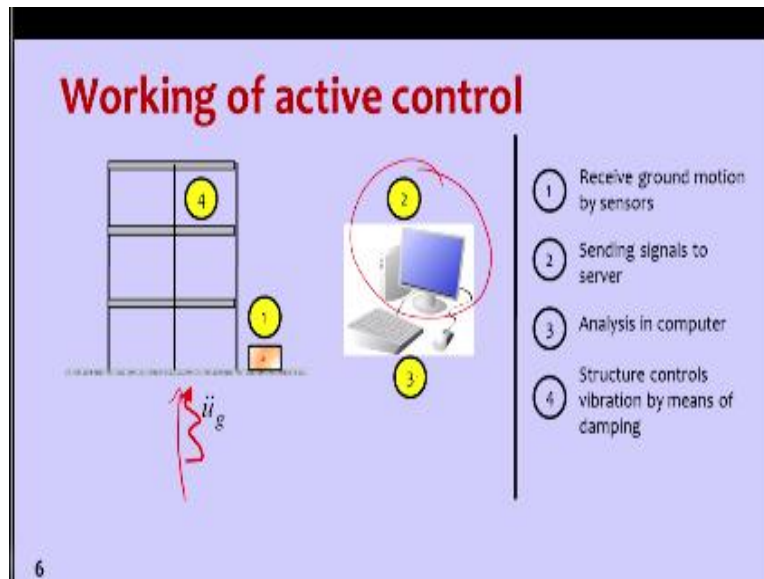 Working of active control
4
2
1
3
ü_g
1
Receive ground motion
by sensors
2
Sending signals to
server
3
Analysis in computer
4
Structure controls
vibration by means of
damping
6